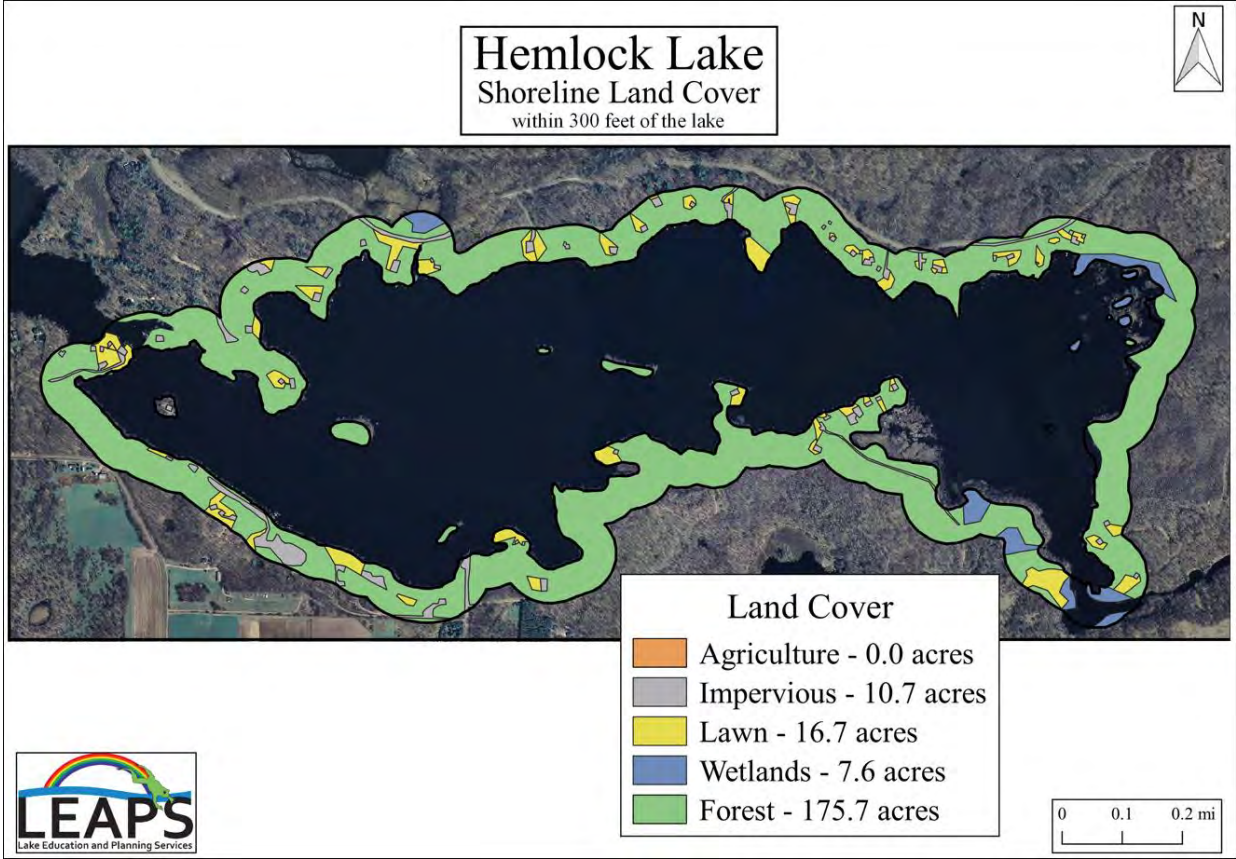 Hemlock Lake
Shoreline Land Cover
within 300 feet of the lake
N
Land Cover
Agriculture - 0.0 acres
Impervious - 10.7 acres
Lawn - 16.7 acres
Wetlands - 7.6 acres
Forest - 175.7 acres
LEAPS
Lake Education and Planning Services
0 0.1 0.2 mi